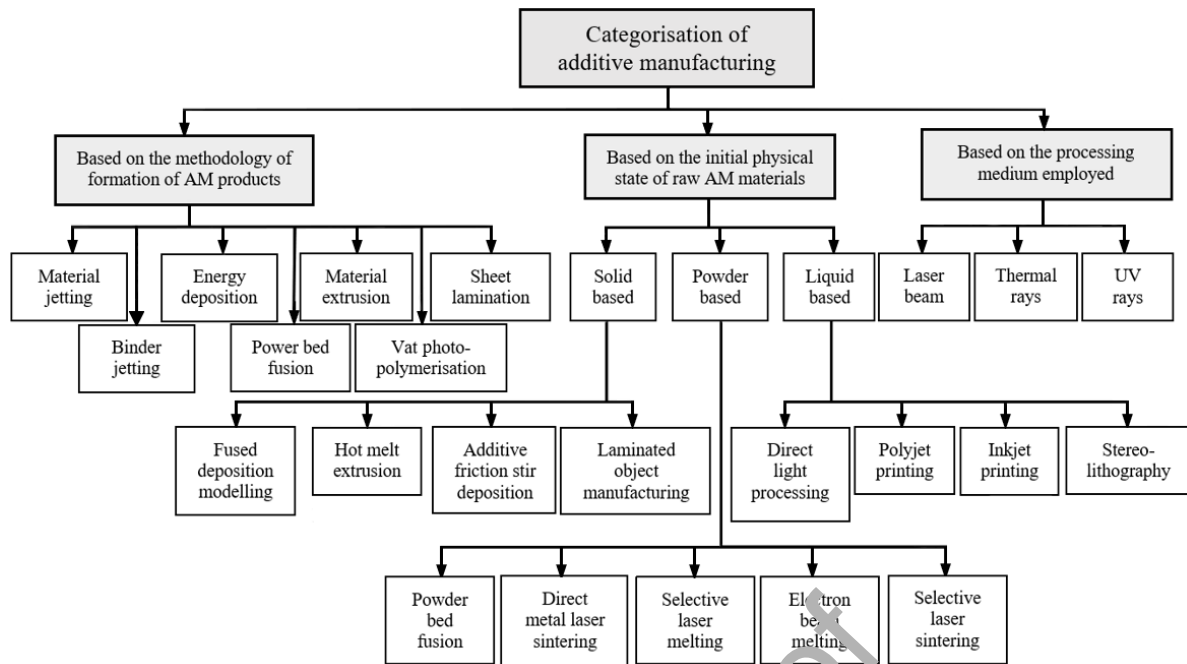 Categorisation of
additive manufacturing
Based on the methodology of
formation of AM products
Based on the initial physical
state of raw AM materials
Based on the processing
medium employed
Material
jetting
Energy
deposition
Material
extrusion
Sheet
lamination
Solid
based
Powder
based
Liquid
based
Laser
beam
Thermal
rays
UV
rays
Binder
jetting
Power bed
fusion
Vat photo-
polymerisation
Fused
deposition
modelling
Hot melt
extrusion
Additive
friction stir
deposition
Laminated
object
manufacturing
Direct
light
processing
Polyjet
printing
Inkjet
printing
Stereo-
lithography
Powder
bed
fusion
Direct
metal laser
sintering
Selective
laser
melting
Electron
beam
melting
Selective
laser
sintering